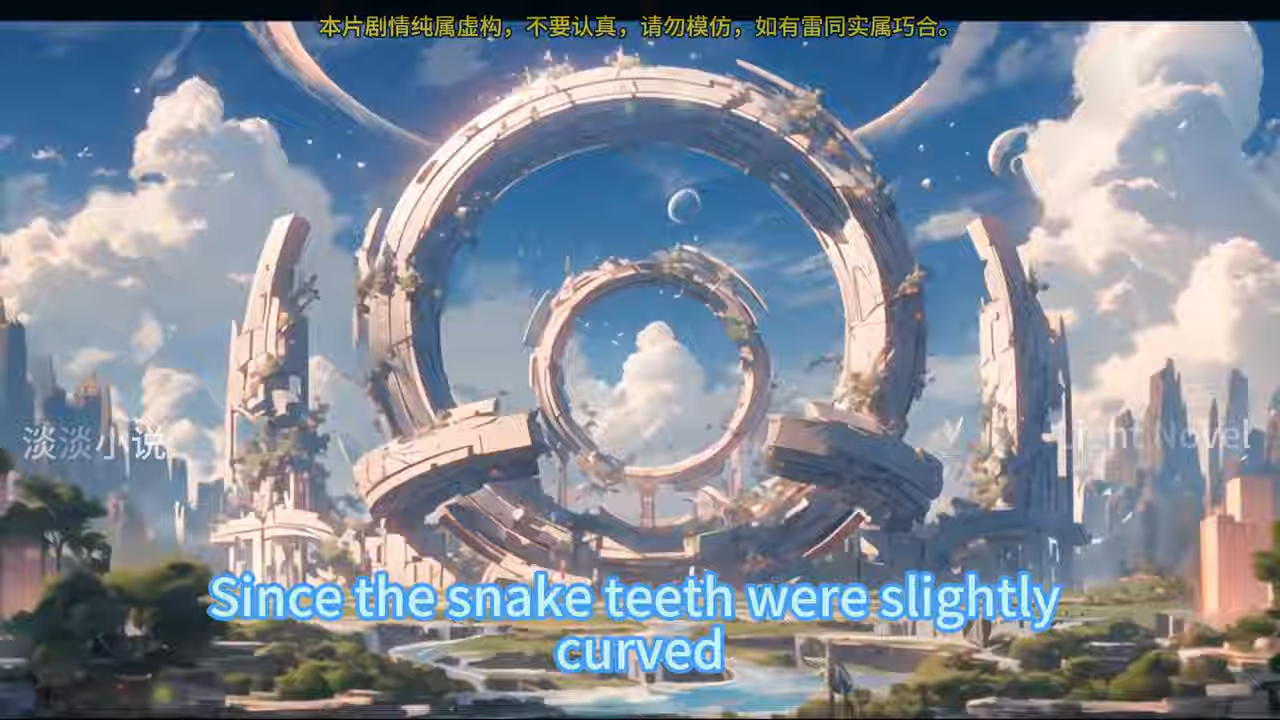 本片剧情纯属虚构，不要认真，请勿模仿，如有雷同实属巧合。
淡淡小说
Light Novel
Since the snake teeth were slightly
curved